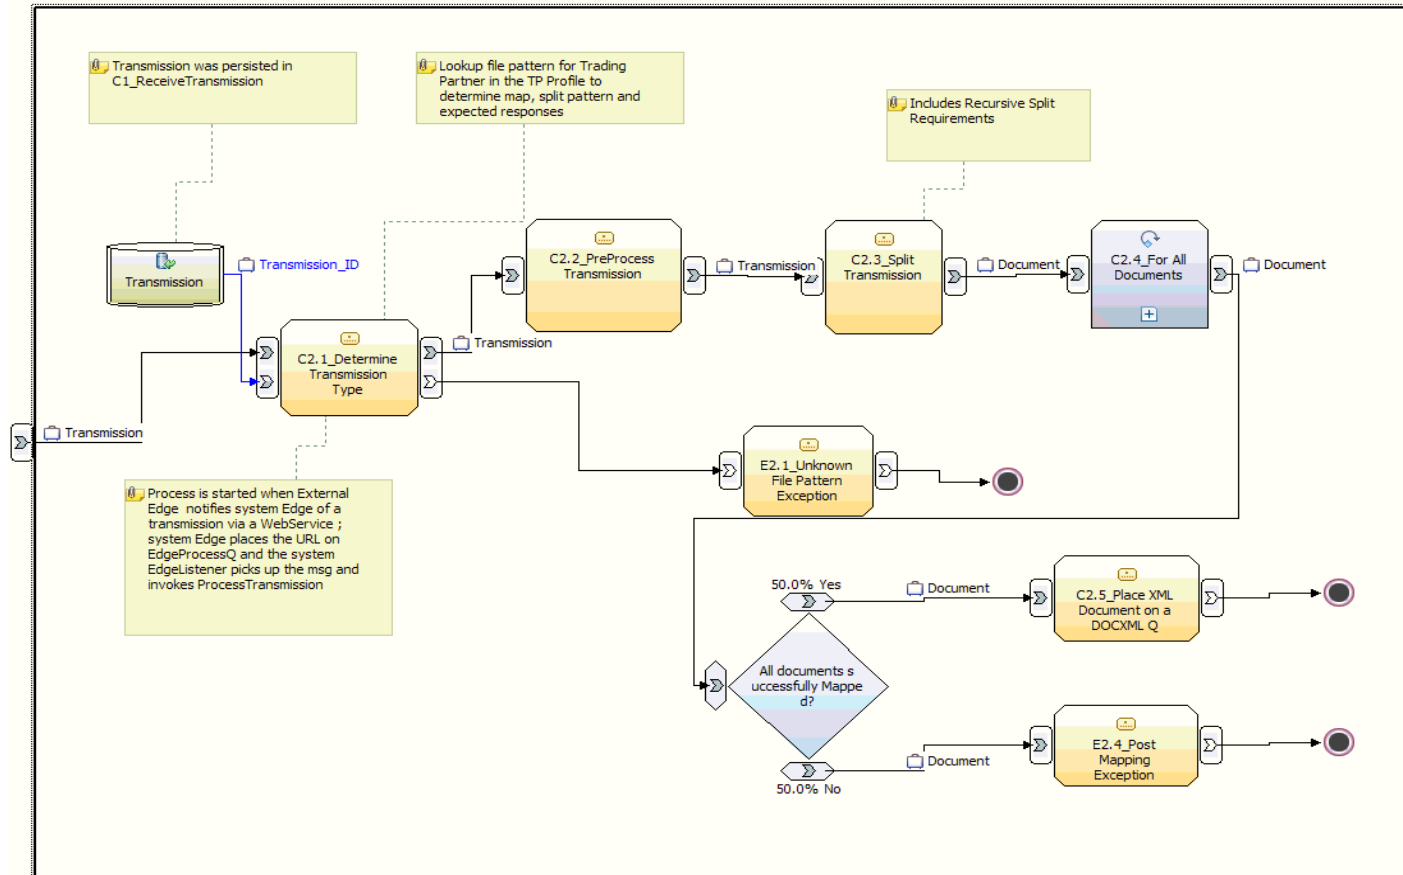 Transmission was persisted in
C1_ReceiveTransmission
Lookup file pattern for Trading
Partner in the TP Profile to
determine map, split pattern and
expected responses
Includes Recursive Split
Requirements
Transmission
Transmission_ID
C2.2_PreProcess
Transmission
Transmission
C2.3_Split
Transmission
Document
C2.4_For All
Documents
Document
C2.1_Determine
Transmission
Type
Transmission
Transmission
E2.1_Unknown
File Pattern
Exception
Process is started when External
Edge  notifies system Edge of a
transmission via a WebService ;
system Edge places the URL on
EdgeProcessQ and the system
EdgeListener picks up the msg and
invokes ProcessTransmission
50.0% Yes
Document
C2.5_Place XML
Document on a
DOCXML Q
All documents s
uccessfully Mappe
d?
50.0% No
Document
E2.4_Post
Mapping
Exception